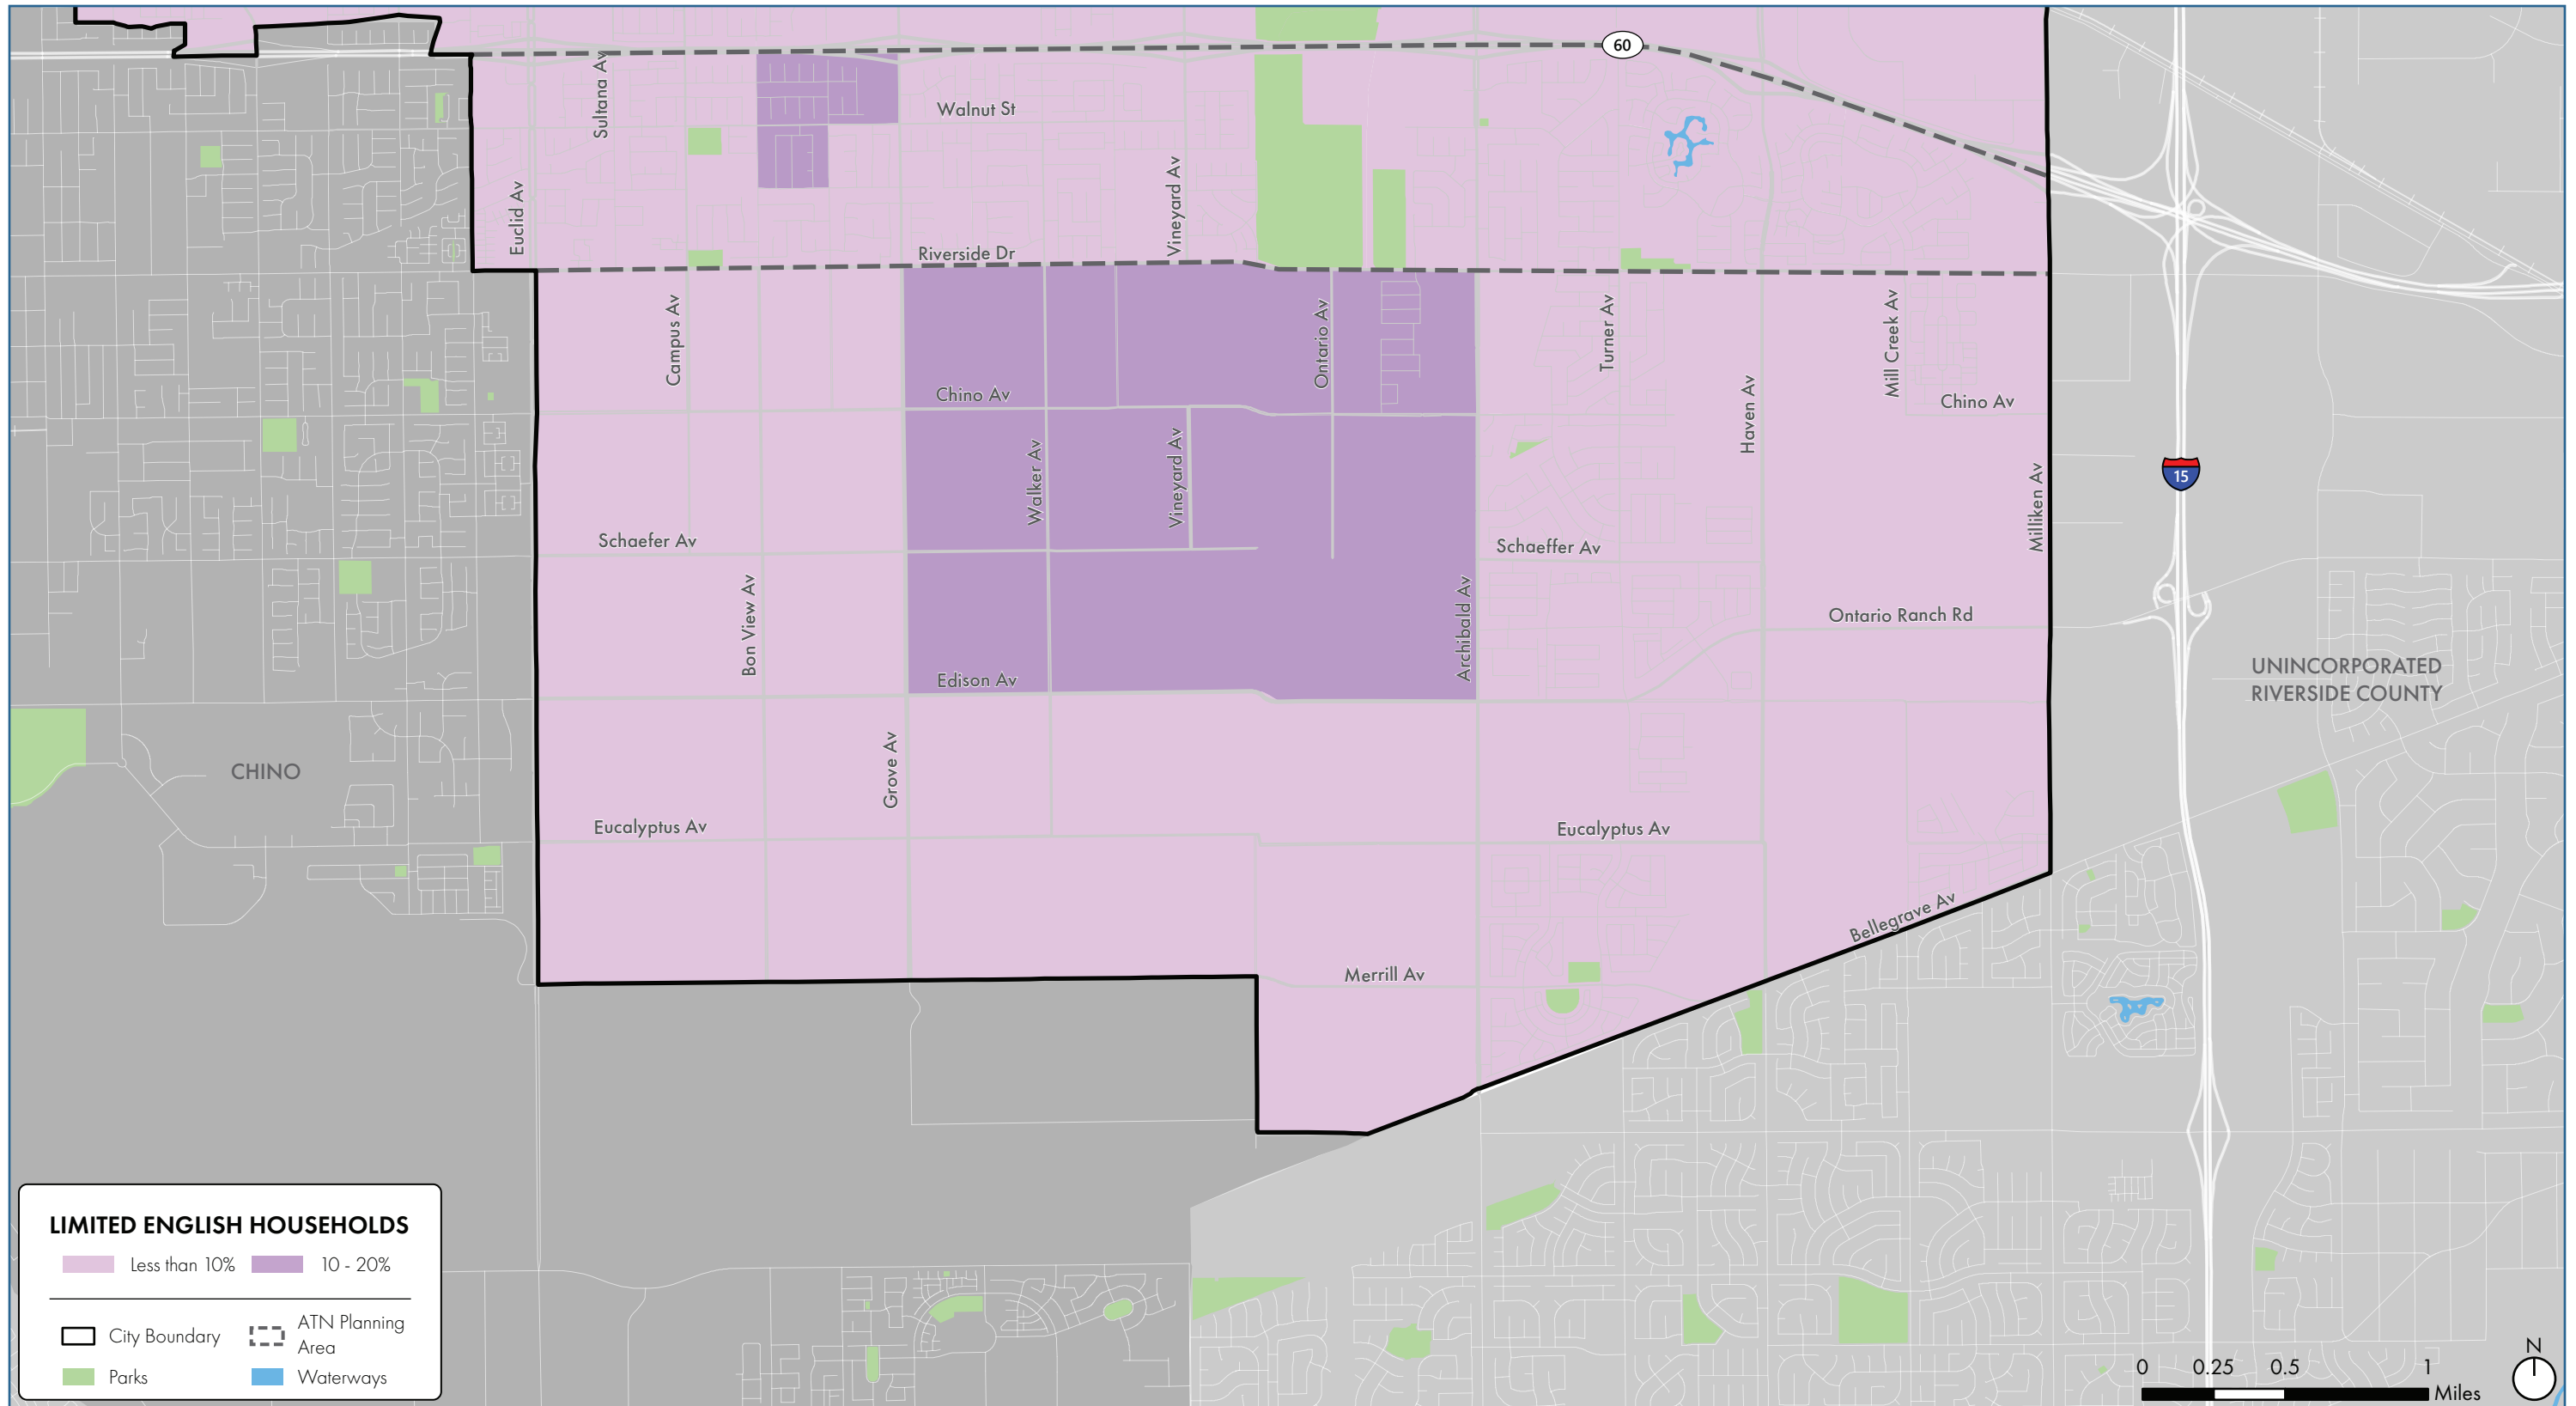 60
Sultana Av
Walnut St
Euclid Av
Vineyard Av
Riverside Dr
Campus Av
Ontario Av
Turner Av
Mill Creek Av
Chino Av
Chino Av
Haven Av
Walker Av
Vineyard Av
Milliken Av
15
Schaefer Av
Schaeffer Av
Bon View Av
Archibald Av
Ontario Ranch Rd
Edison Av
UNINCORPORATED
RIVERSIDE COUNTY
Grove Av
CHINO
Eucalyptus Av
Eucalyptus Av
Bellegrave Av
Merrill Av
LIMITED ENGLISH HOUSEHOLDS
Less than 10%
10 - 20%
City Boundary
ATN Planning
Area
Parks
Waterways
N
0 0.25 0.5 1
Miles